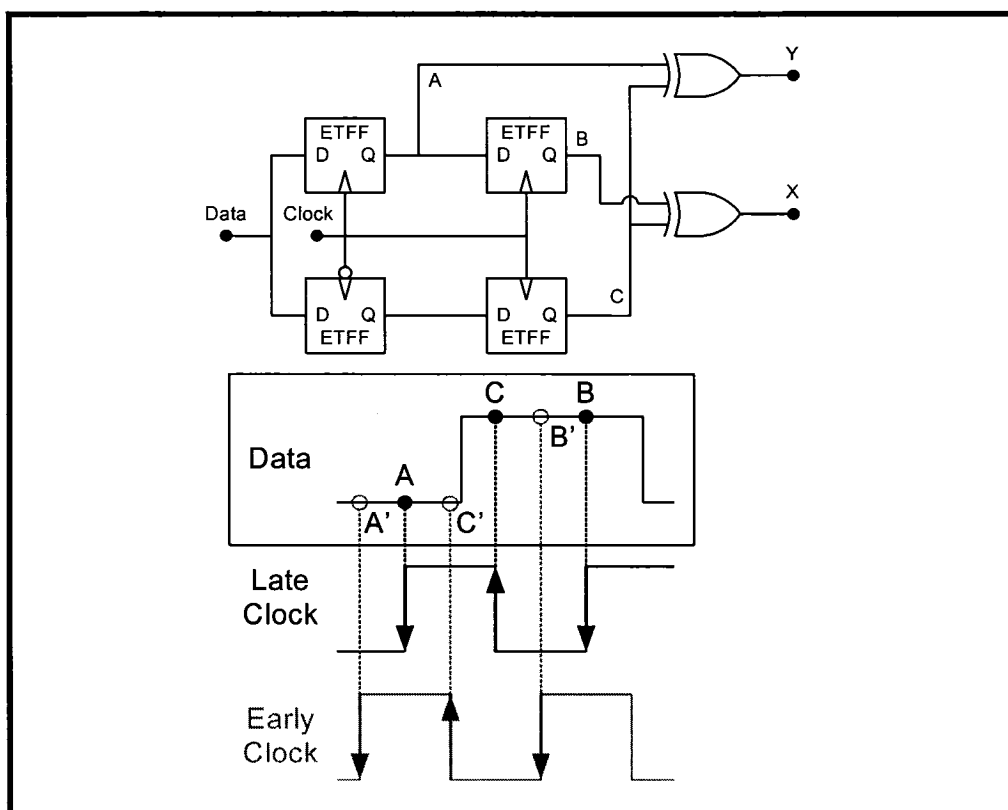 Y
A
ETFF
D Q
ETFF
D Q
B
X
Data
Clock
D Q
ETFF
D Q
ETFF
C
C
B
Data
A
B'
A'
C'
Late
Clock
Early
Clock